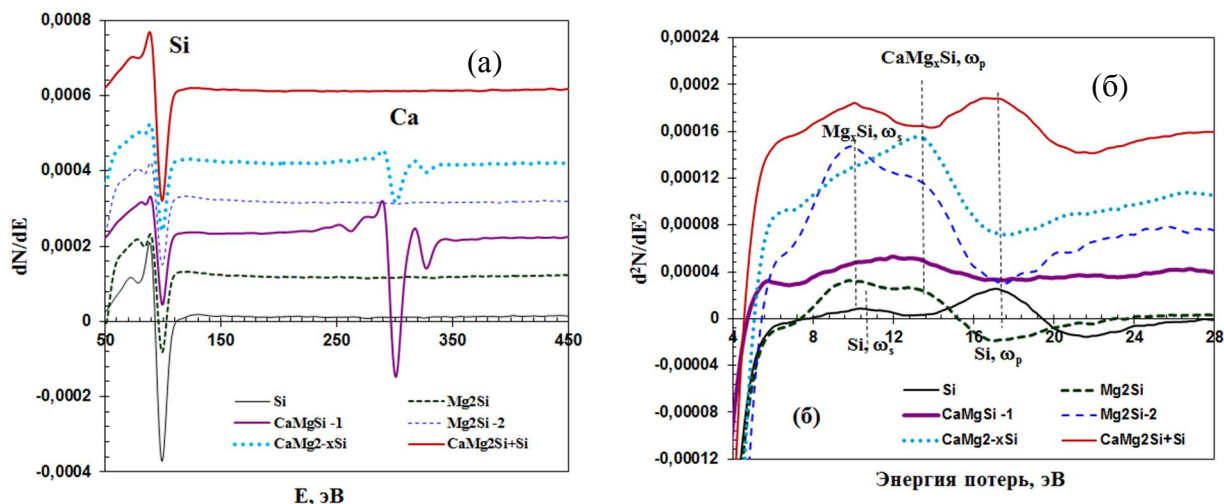 0,0008
0,0006
0,0004
0,0002
0
-0,0002
-0,0004
dN/dE
Si
(a)
Ca
50
150
250
350
450
Si
Mg2Si
CaMgSi -1
Mg2Si -2
CaMg2-xSi
CaMg2Si+Si
E, эВ
0,00024
0,0002
0,00016
0,00012
0,00008
0,00004
0
-0,00004
-0,00008
-0,00012
d²N/dE²
CaMgₓSi, ωₚ
(б)
MgₓSi, ωₛ
Si, ωₛ
Si, ωₚ
4
8
12
16
20
24
28
Si
Mg2Si
CaMgSi -1
Mg2Si-2
(б)
CaMg2-xSi
CaMg2Si+Si
Энергия потерь, эВ